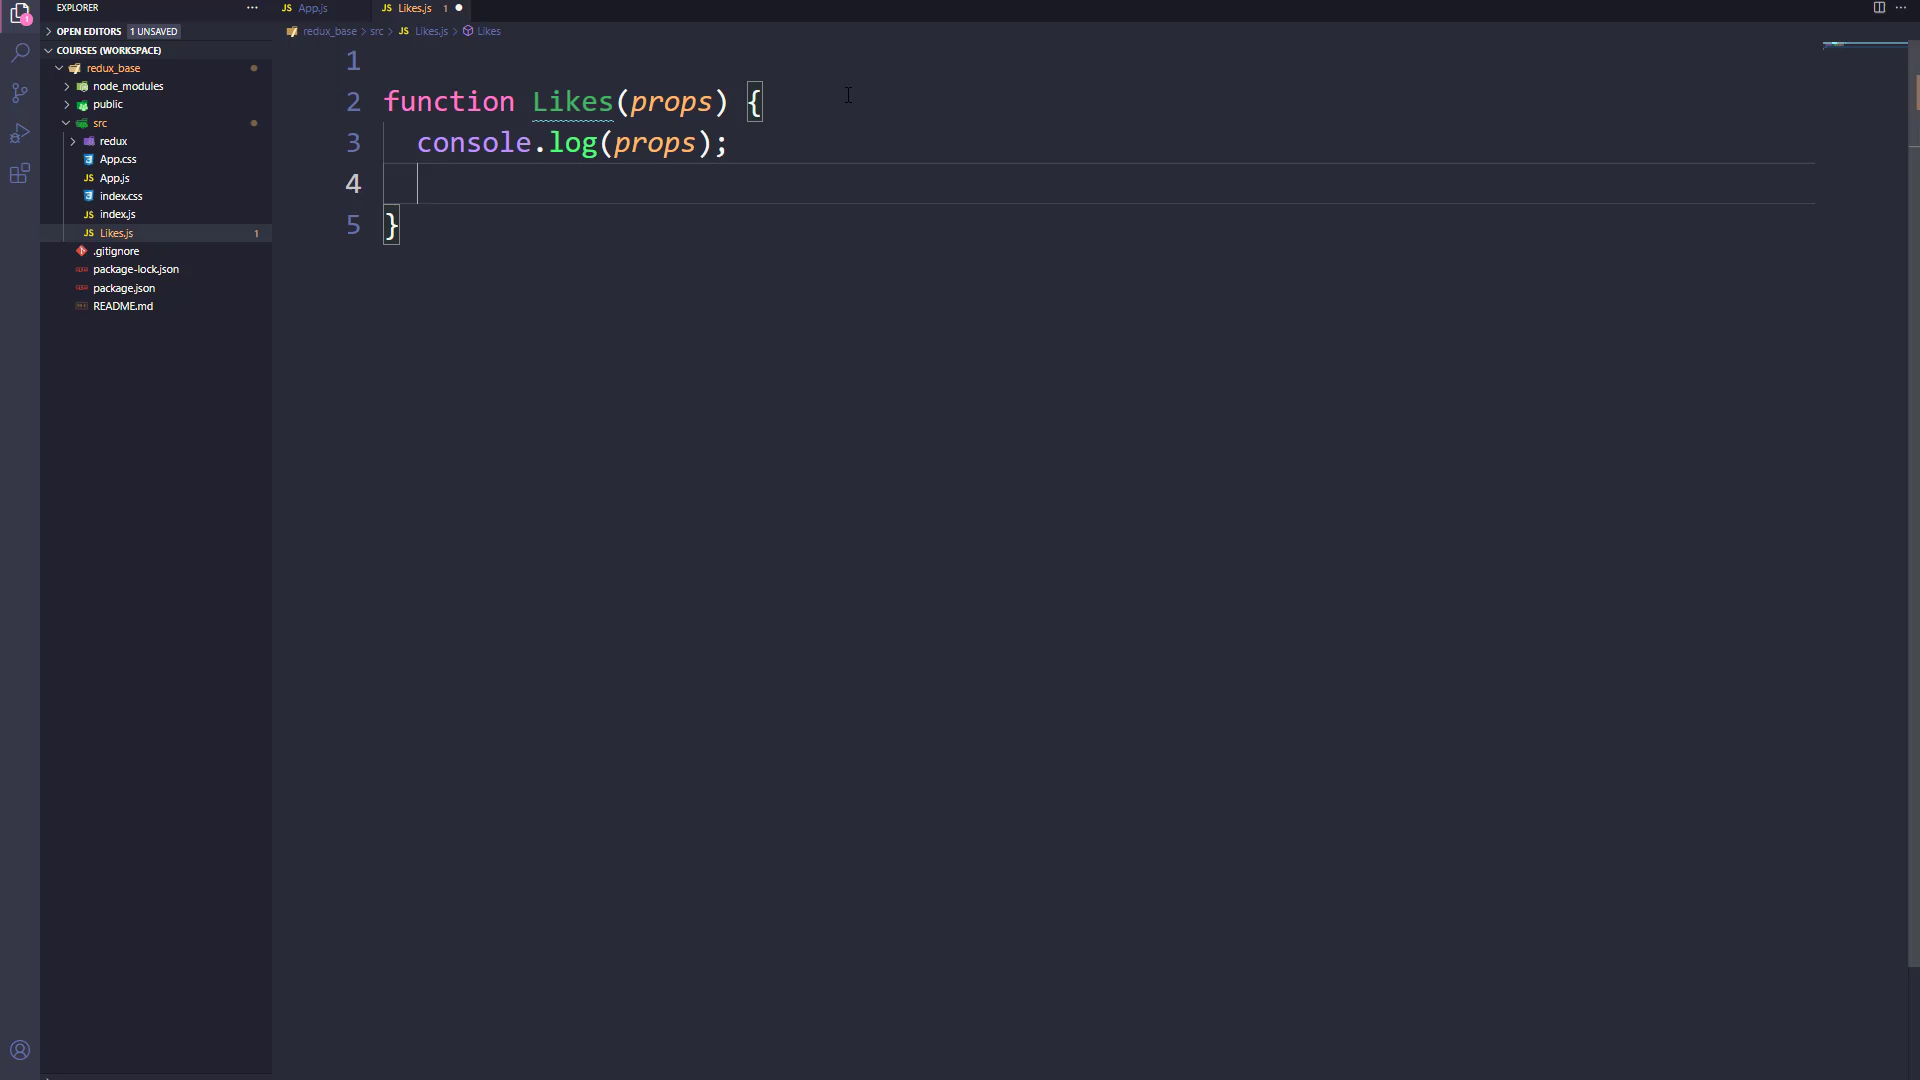 EXPLORER
App.js
Likes.js 1
OPEN EDITORS 1 UNSAVED
redux_base > src > JS Likes.js > Likes
COURSES (WORKSPACE)
redux_base
node_modules
public
src
redux
App.css
JS App.js
index.css
JS index.js
JS Likes.js 1
.gitignore
package-lock.json
package.json
README.md
1
2 function Likes(props) {
3 console.log(props);
4
5 }